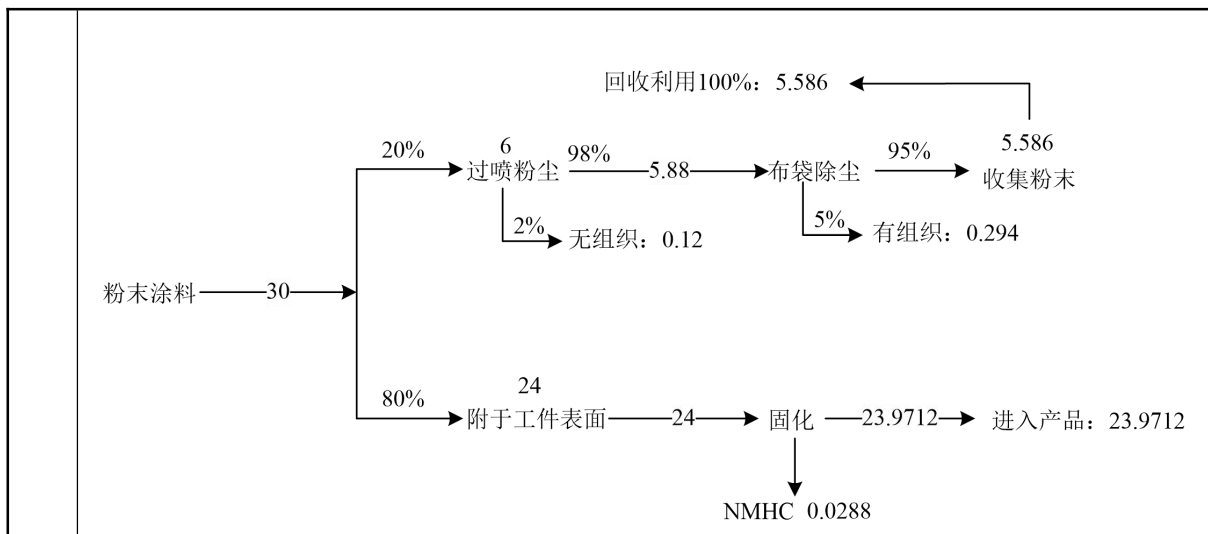 回收利用100%：5.586
20%
6
过喷粉尘
98%
5.88
布袋除尘
95%
5.586
收集粉末
2%
无组织：0.12
5%
有组织：0.294
粉末涂料
30
80%
24
附于工件表面
24
固化
23.9712
进入产品：23.9712
NMHC 0.0288